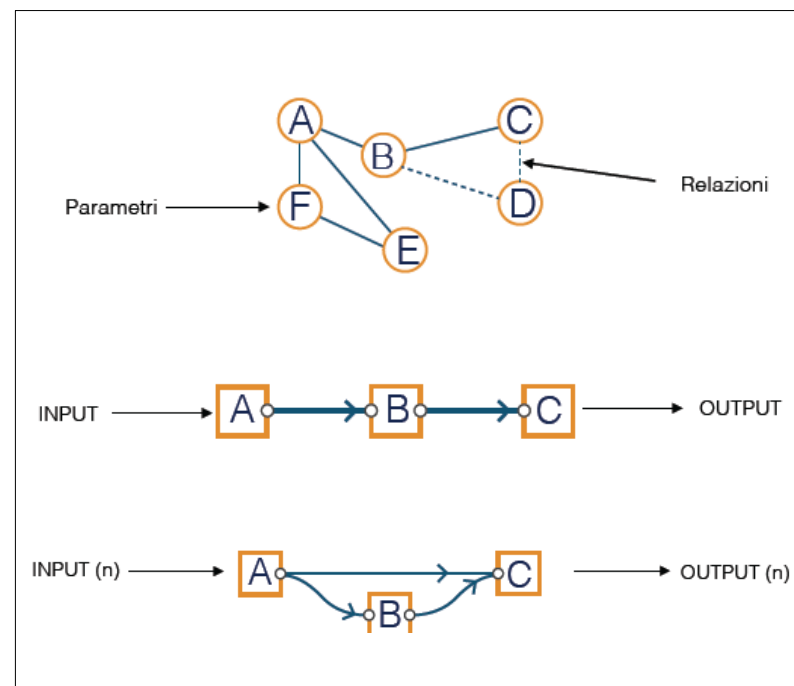 A
C
B
Relazioni
Parametri
F
D
E
INPUT
A
B
C
OUTPUT
INPUT (n)
A
C
OUTPUT (n)
B